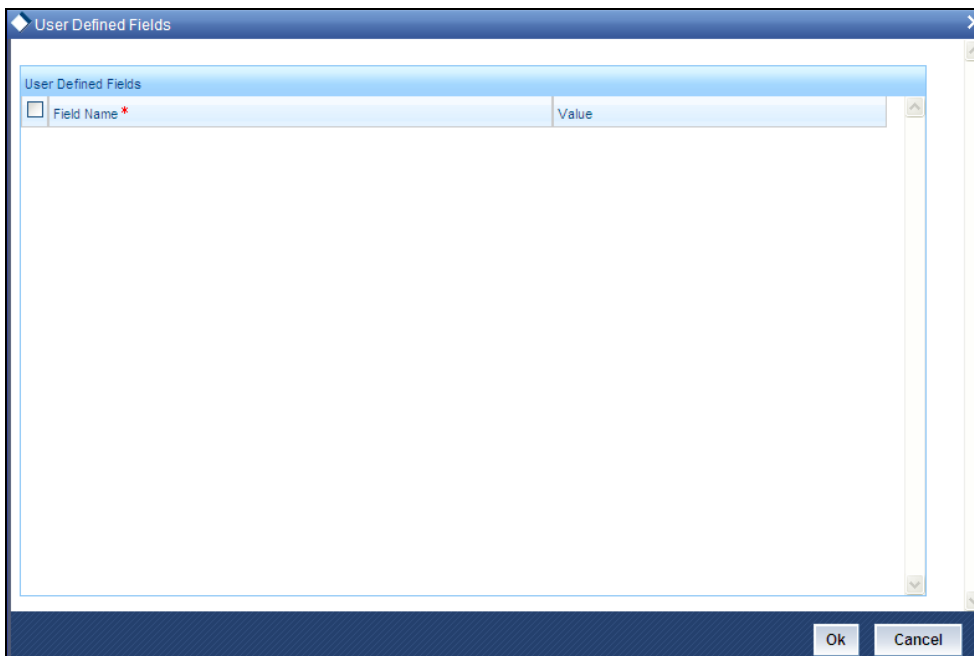 User Defined Fields
User Defined Fields
Field Name * Value
Ok Cancel